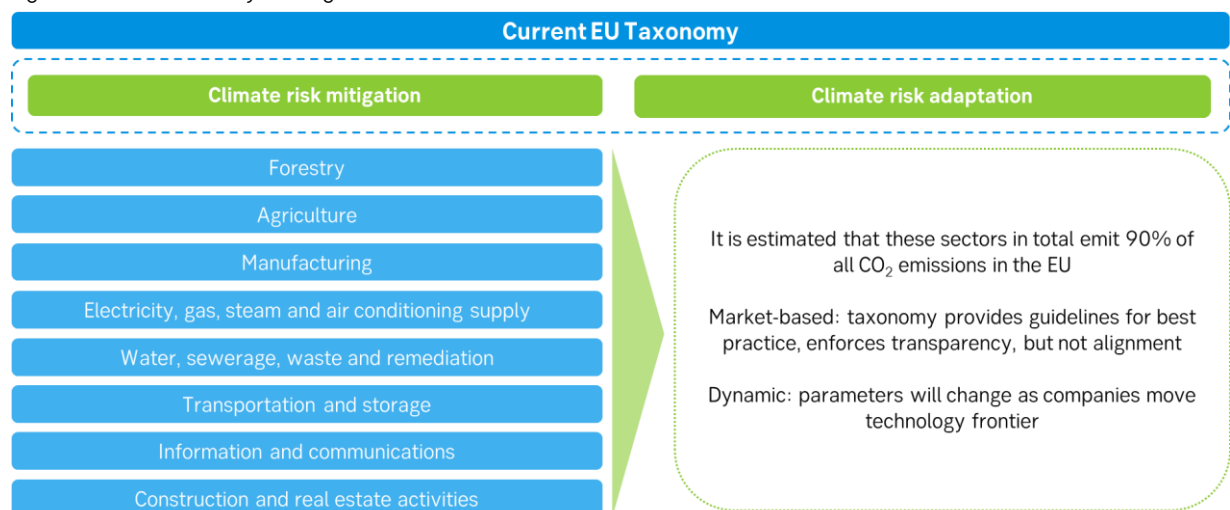 Current EU Taxonomy
Climate risk mitigation
Climate risk adaptation
Forestry
Agriculture
Manufacturing
Electricity, gas, steam and air conditioning supply
Water, sewerage, waste and remediation
Transportation and storage
Information and communications
Construction and real estate activities
It is estimated that these sectors in total emit 90% of
all CO₂ emissions in the EU
Market-based: taxonomy provides guidelines for best
practice, enforces transparency, but not alignment
Dynamic: parameters will change as companies move
technology frontier